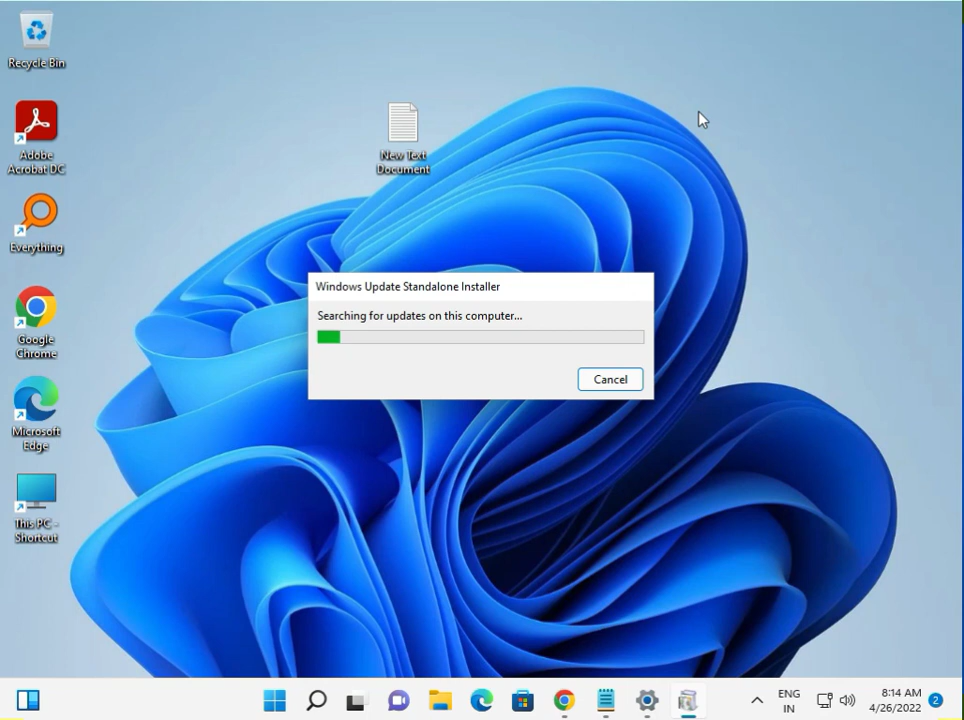 Recycle Bin
Adobe
Acrobat DC
New Text
Document
Everything
Windows Update Standalone Installer
Searching for updates on this computer...
Cancel
Google
Chrome
Microsoft
Edge
This PC -
Shortcut
ENG
IN
8:14 AM
4/26/2022
2